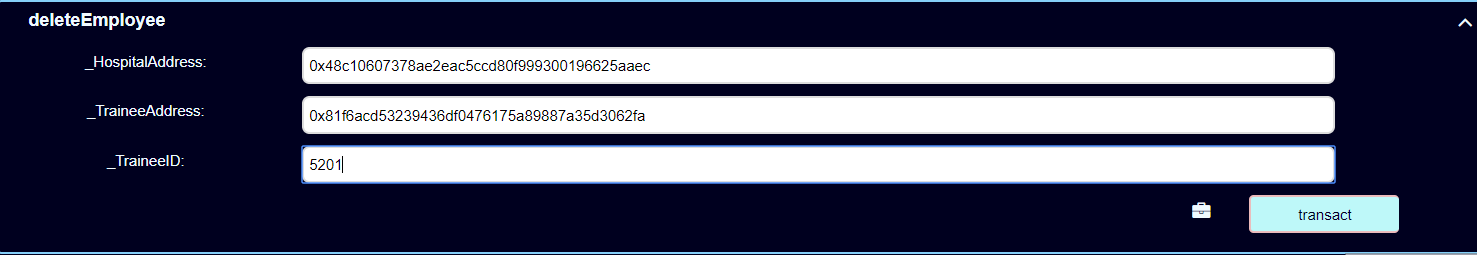 deleteEmployee
_HospitalAddress: 0x48c10607378ae2eac5ccd80f999300196625aaec
_TraineeAddress: 0x81f6acd53239436df0476175a89887a35d3062fa
_TraineeID: 5201
transact